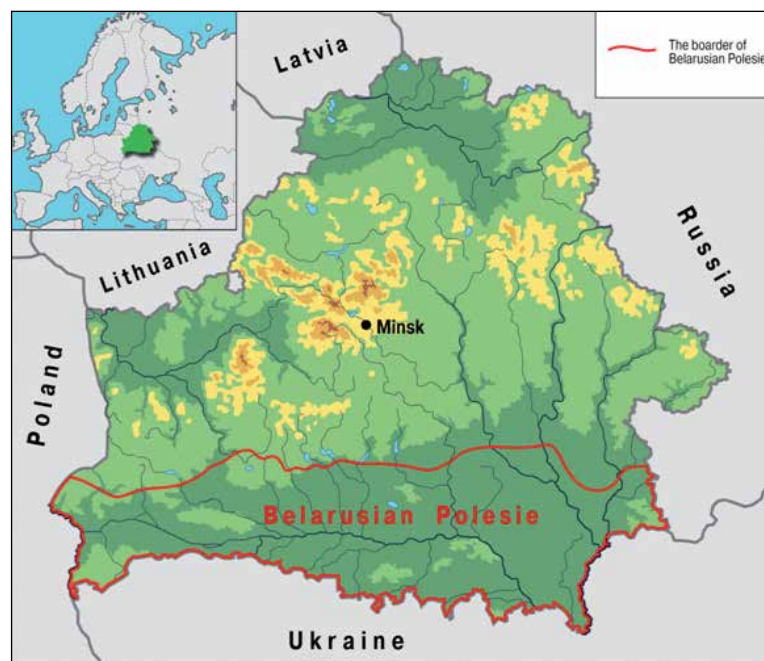 Latvia
The boarder of
Belarusian Polesie
Lithuania
Russia
Minsk
Poland
Belarusian Polesie
Ukraine